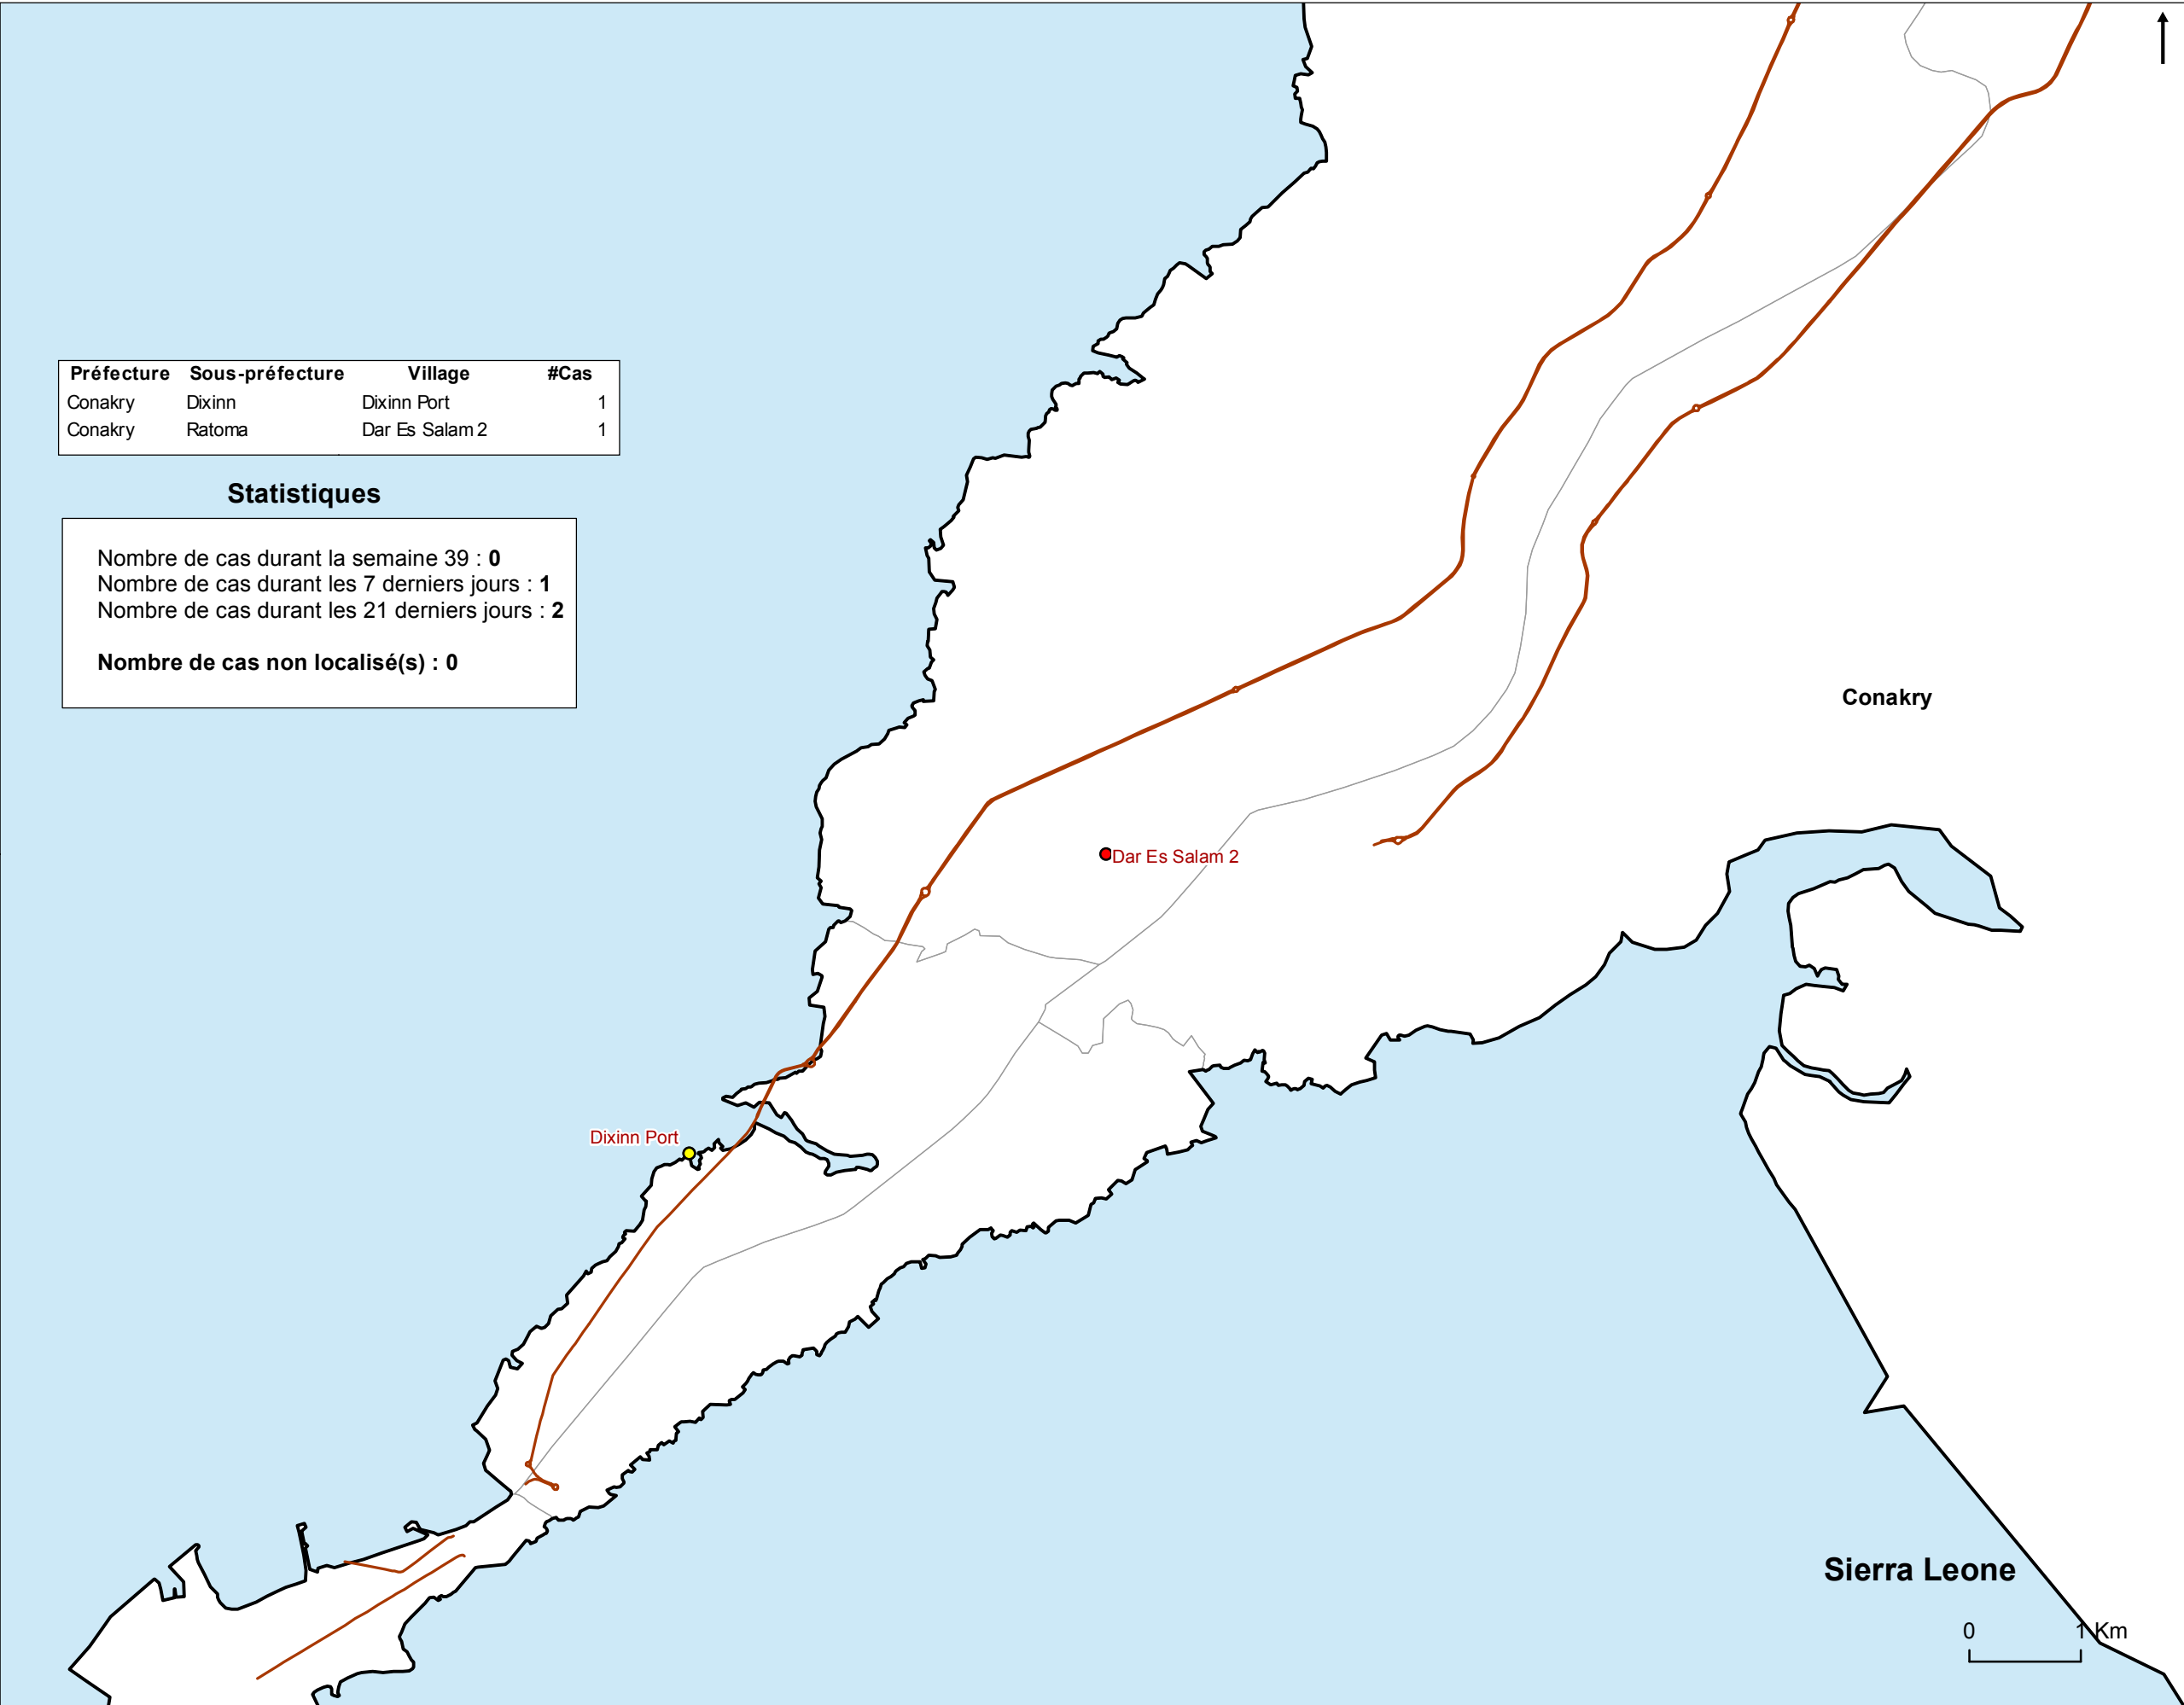 Préfecture Sous-préfecture Village #Cas
Conakry Dixinn Dixinn Port 1
Conakry Ratoma Dar Es Salam 2 1
Statistiques
Nombre de cas durant la semaine 39 : 0
Nombre de cas durant les 7 derniers jours : 1
Nombre de cas durant les 21 derniers jours : 2
Nombre de cas non localisé(s) : 0
Conakry
Dar Es Salam 2
Dixinn Port
Sierra Leone
0 1 Km